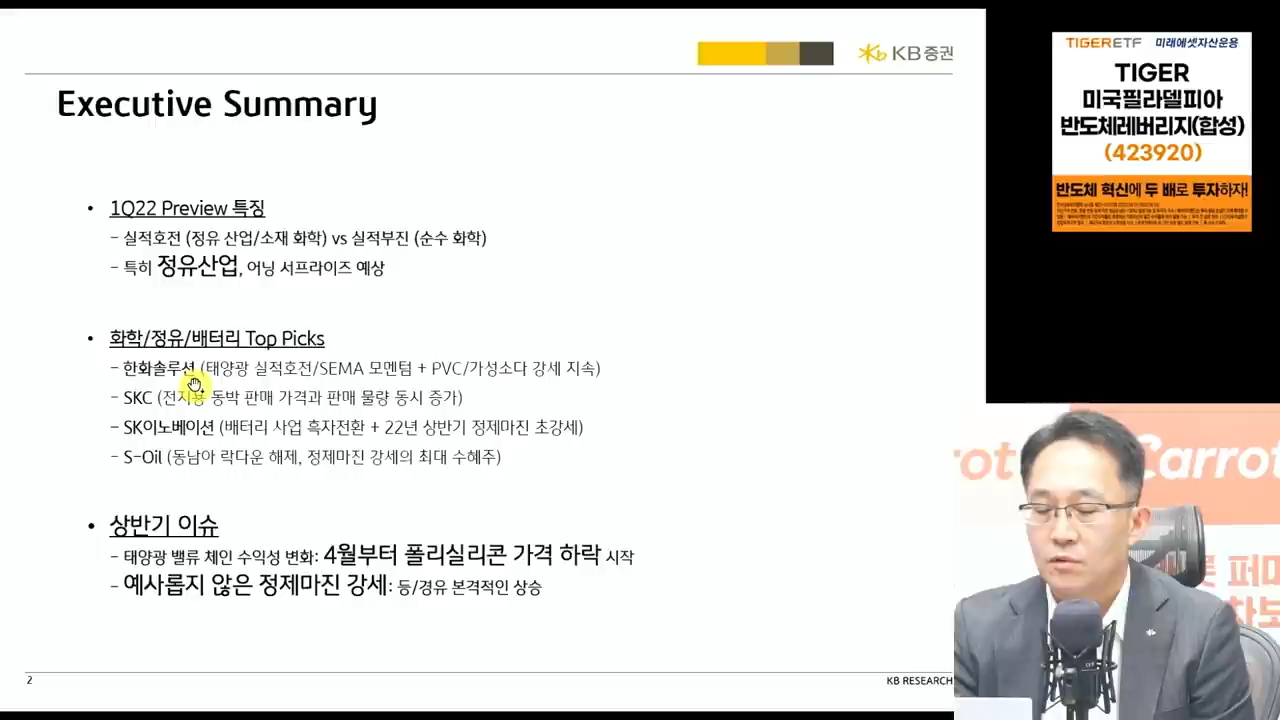 KB증권
Executive Summary
• 1Q22 Preview 특징
– 실적호전 (정유 산업/소재 화학) vs 실적부진 (순수 화학)
– 특히 정유산업, 어닝 서프라이즈 예상
• 화학/정유/배터리 Top Picks
– 한화솔루션 (태양광 실적호전/SEMA 모멘텀 + PVC/가성소다 강세 지속)
– SKC (전지용 동박 판매 가격과 판매 물량 동시 증가)
– SK이노베이션 (배터리 사업 흑자전환 + 22년 상반기 정제마진 초강세)
– S-Oil (동남아 락다운 해제, 정제마진 강세의 최대 수혜주)
• 상반기 이슈
– 태양광 밸류 체인 수익성 변화: 4월부터 폴리실리콘 가격 하락 시작
– 예사롭지 않은 정제마진 강세: 등/경유 본격적인 상승
2
KB RESEARCH
TIGERETF 미래에셋자산운용
TIGER
미국필라델피아
반도체레버리지(합성)
(423920)
반도체 혁신에 두 배로 투자하자!
rot Carrot